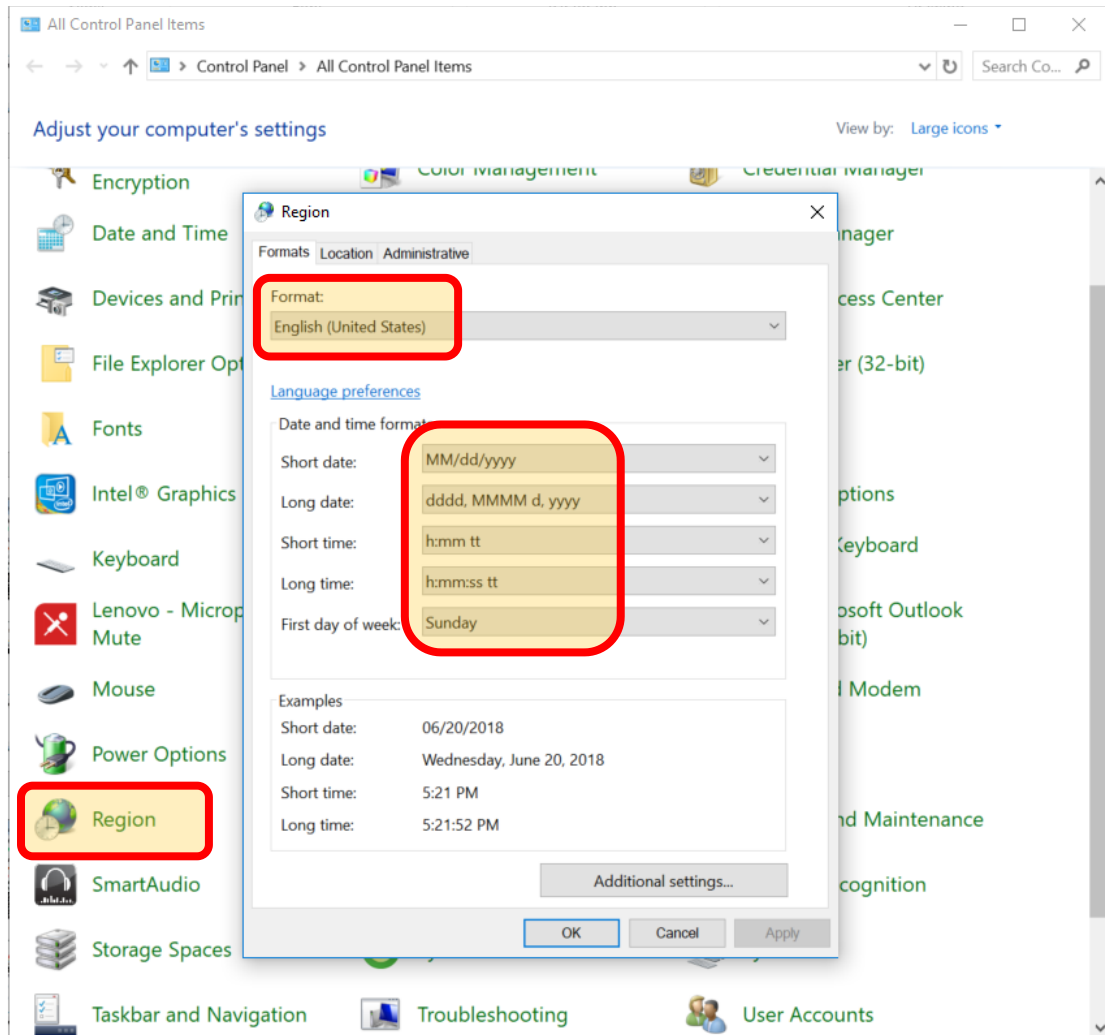 All Control Panel Items
Control Panel > All Control Panel Items
Search Co...
Adjust your computer's settings
View by: Large icons
Encryption
Color Management
Credential Manager
Region
Date and Time
nager
Formats Location Administrative
Devices and Prin
cess Center
Format:
English (United States)
File Explorer Opt
er (32-bit)
Language preferences
Fonts
Date and time format
Short date: MM/dd/yyyy
Intel® Graphics
ptions
Long date: dddd, MMMM d, yyyy
Short time: h:mm tt
Keyboard
Keyboard
Long time: h:mm:ss tt
Lenovo - Microp
Mute
osoft Outlook
bit)
First day of week: Sunday
Mouse
d Modem
Examples
Short date: 06/20/2018
Long date: Wednesday, June 20, 2018
Power Options
Short time: 5:21 PM
Region
nd Maintenance
Long time: 5:21:52 PM
SmartAudio
Additional settings...
cognition
OK Cancel Apply
Storage Spaces
Taskbar and Navigation
Troubleshooting
User Accounts